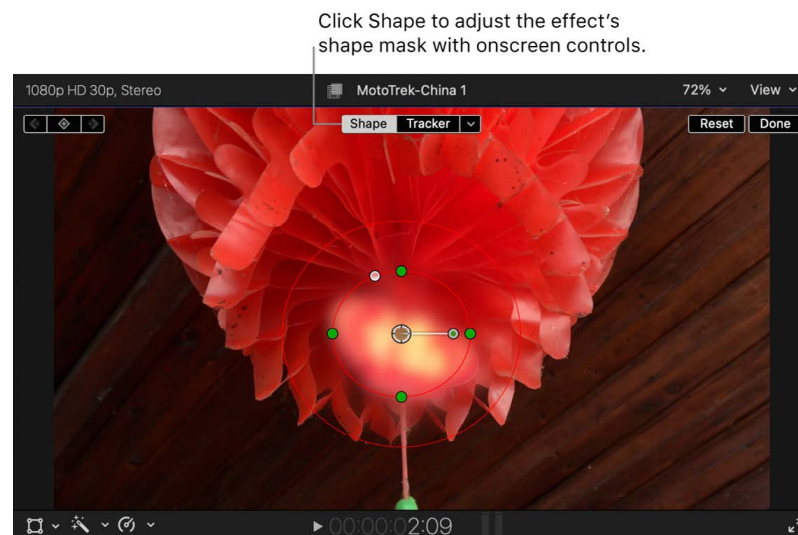 Click Shape to adjust the effect’s
shape mask with onscreen controls.
1080p HD 30p, Stereo MotoTrek-China 1 72% View
Shape Tracker Reset Done
00:00:02:09